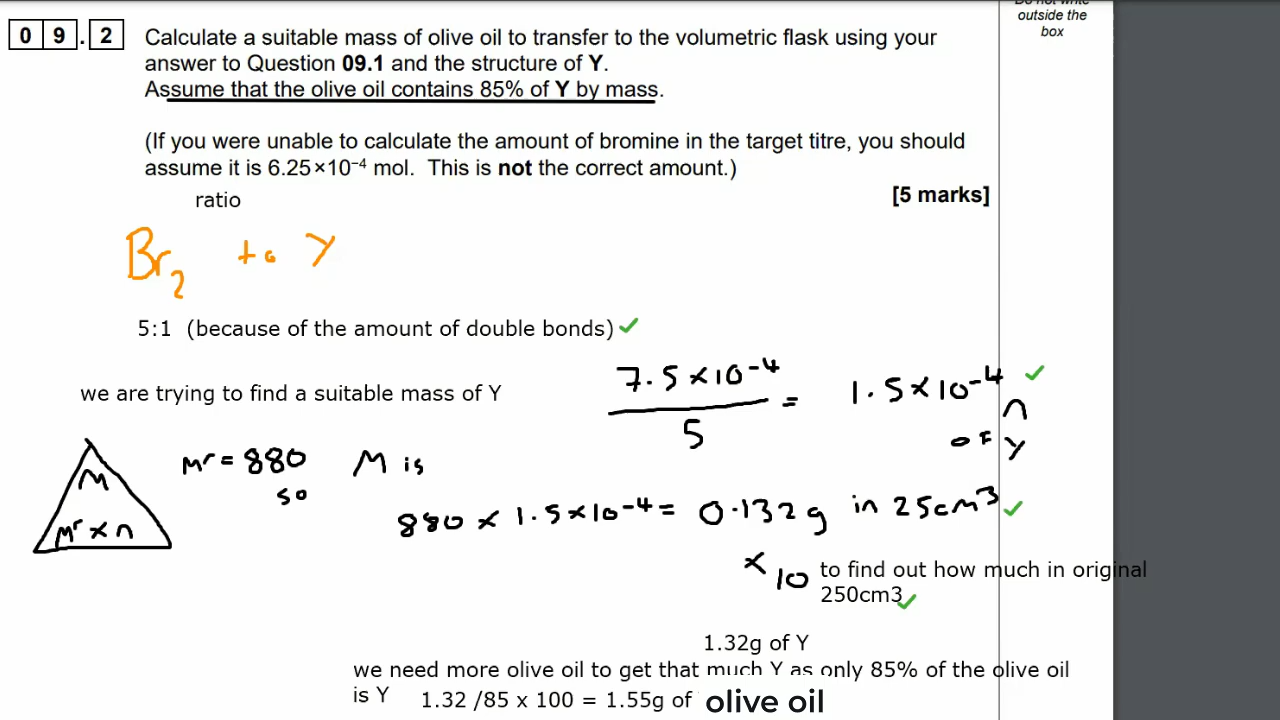 Do not write
outside the
box
0 9 . 2 Calculate a suitable mass of olive oil to transfer to the volumetric flask using your
answer to Question 09.1 and the structure of Y.
Assume that the olive oil contains 85% of Y by mass.
(If you were unable to calculate the amount of bromine in the target titre, you should
assume it is 6.25×10⁻⁴ mol. This is not the correct amount.)
[5 marks]
ratio
Br₂ to Y
5:1 (because of the amount of double bonds) ✓
we are trying to find a suitable mass of Y
7.5×10⁻⁴
5
= 1.5×10⁻⁴ ✓
n
of Y
M
Mr × n
Mr = 880 M is
so
880 × 1.5×10⁻⁴ = 0.132g in 25cm³ ✓
× 10 to find out how much in original
250cm3 ✓
1.32g of Y
we need more olive oil to get that much Y as only 85% of the olive oil
is Y 1.32 /85 x 100 = 1.55g of olive oil